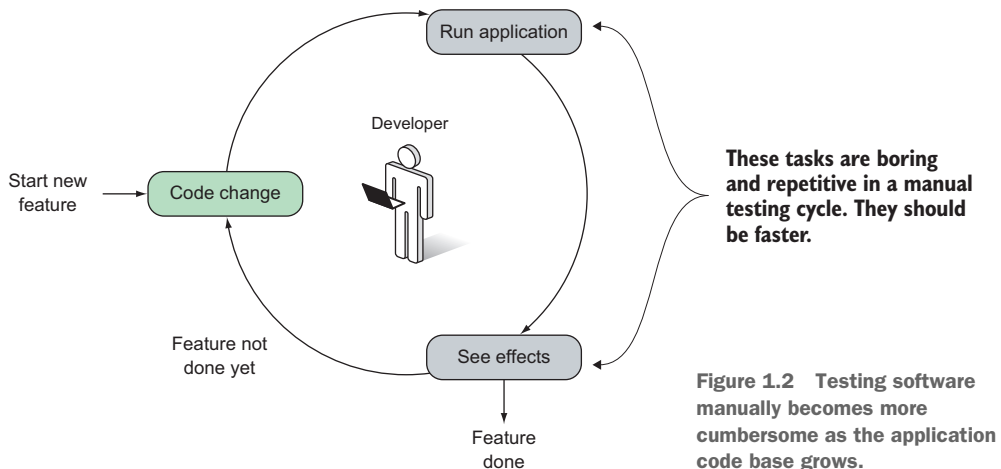 Run application
Developer
Start new
feature
Code change
These tasks are boring
and repetitive in a manual
testing cycle. They should
be faster.
Feature not
done yet
See effects
Feature
done
Figure 1.2 Testing software
manually becomes more
cumbersome as the application
code base grows.